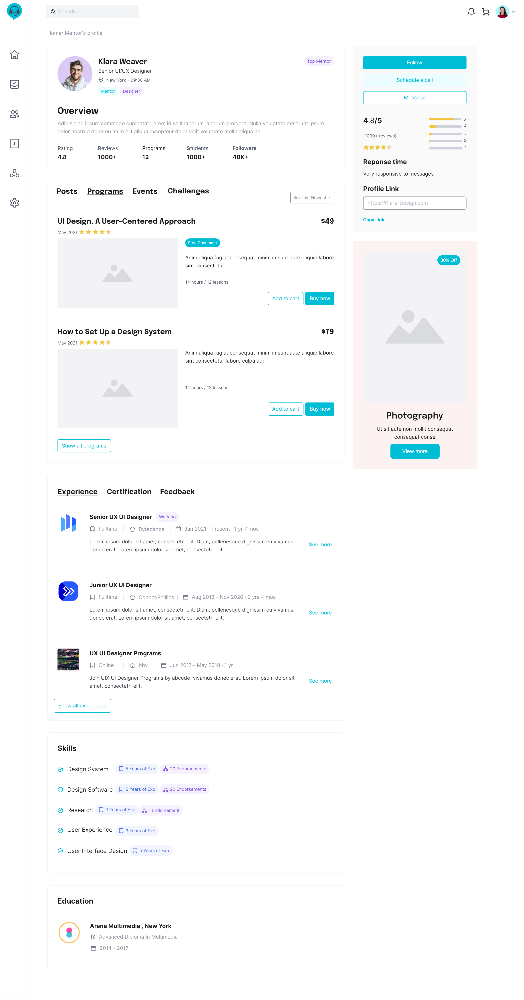 Search...
Home/ Mentor's profile
Klara Weaver
Senior UI/UX Designer
New York - 09:30 AM
Mentor
Designer
Top Mentor
Overview
Adipisicing ipsum commodo cupidatat Lorem id velit laborum laborum proident. Nulla voluptate deserunt ipsum
dolor nostrud dolor eu anim elit aliqua excepteur dolor velit voluptate mollit aliqua no
Rating
4.8
Reviews
1000+
Programs
12
Students
1000+
Followers
40K+
Follow
Schedule a call
Message
4.8/5
(1000+ reviews)
5
4
3
2
1
Reponse time
Very responsive to messages
Profile Link
https://Klara-Design.com
Copy Link
Posts
Programs
Events
Challenges
Sort by: Newest
UI Design, A User-Centered Approach
$49
May 2021
Free Document
Anim aliqua fugiat consequat minim in sunt aute aliquip labore
sint consectetur
14 hours / 12 lessons
Add to cart
Buy now
How to Set Up a Design System
$79
May 2021
Anim aliqua fugiat consequat minim in sunt aute aliquip labore
sint consectetur labore culpa adi
14 hours / 12 lessons
Add to cart
Buy now
Show all programs
30% Off
Photography
Ut sit aute non mollit consequat
consequat conse
View more
Experience
Certification
Feedback
Senior UX UI Designer
Working
Fulltime
Bytedance
Jan 2021 - Present · 1 yr 7 mos
Lorem ipsum dolor sit amet, consectetr  elit. Diam, pellenesque dignissim eu vivamus
donec erat. Lorem ipsum dolor sit amet, consectetr  elit.
See more
Junior UX UI Designer
Fulltime
ConocoPhillips
Aug 2018 - Nov 2020 · 2 yrs 4 mos
Lorem ipsum dolor sit amet, consectetr  elit. Diam, pellenesque dignissim eu vivamus
donec erat. Lorem ipsum dolor sit amet, consectetr  elit.
See more
UX UI Designer Programs
Online
bbv
Jun 2017 - May 2018 · 1 yr
Join UIX UI Designer Programs by abcede  vivamus donec erat. Lorem ipsum dolor sit
amet, consectetr  elit.
See more
Show all experience
Skills
Design System
5 Years of Exp
20 Endorsements
Design Software
5 Years of Exp
20 Endorsements
Research
3 Years of Exp
1 Endorsement
User Experience
3 Years of Exp
User Interface Design
5 Years of Exp
Education
Arena Multimedia , New York
Advanced Diploma In Multimedia
2014 - 2017